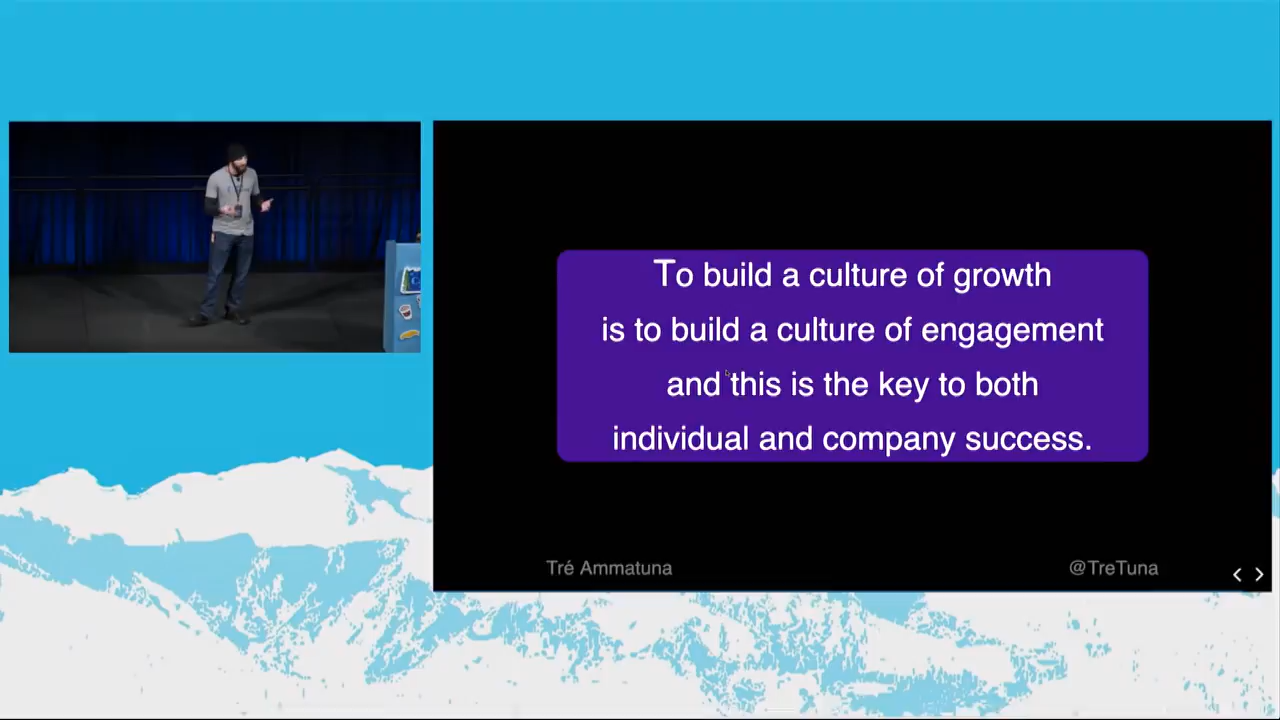 To build a culture of growth
is to build a culture of engagement
and this is the key to both
individual and company success.
Tré Ammatuna
@TreTuna